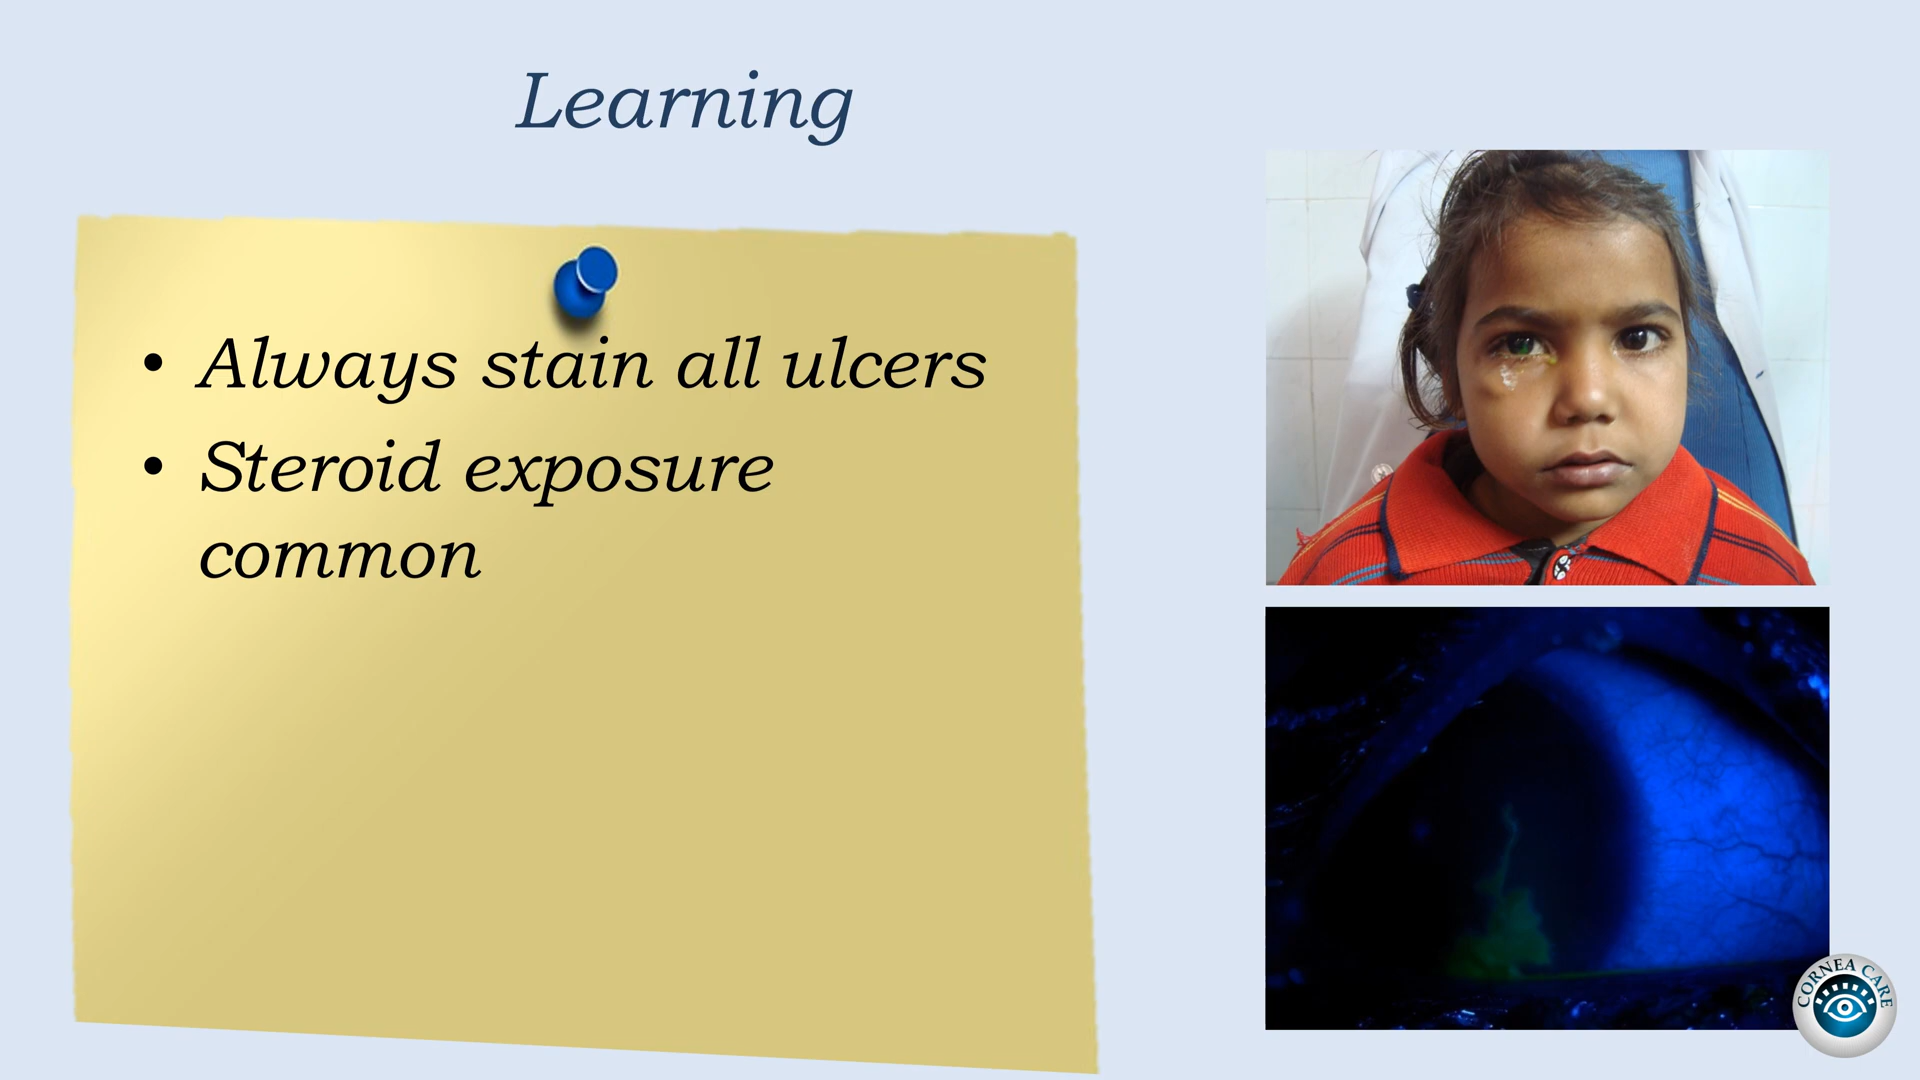 Learning
• Always stain all ulcers
• Steroid exposure
common
CORNEA CARE